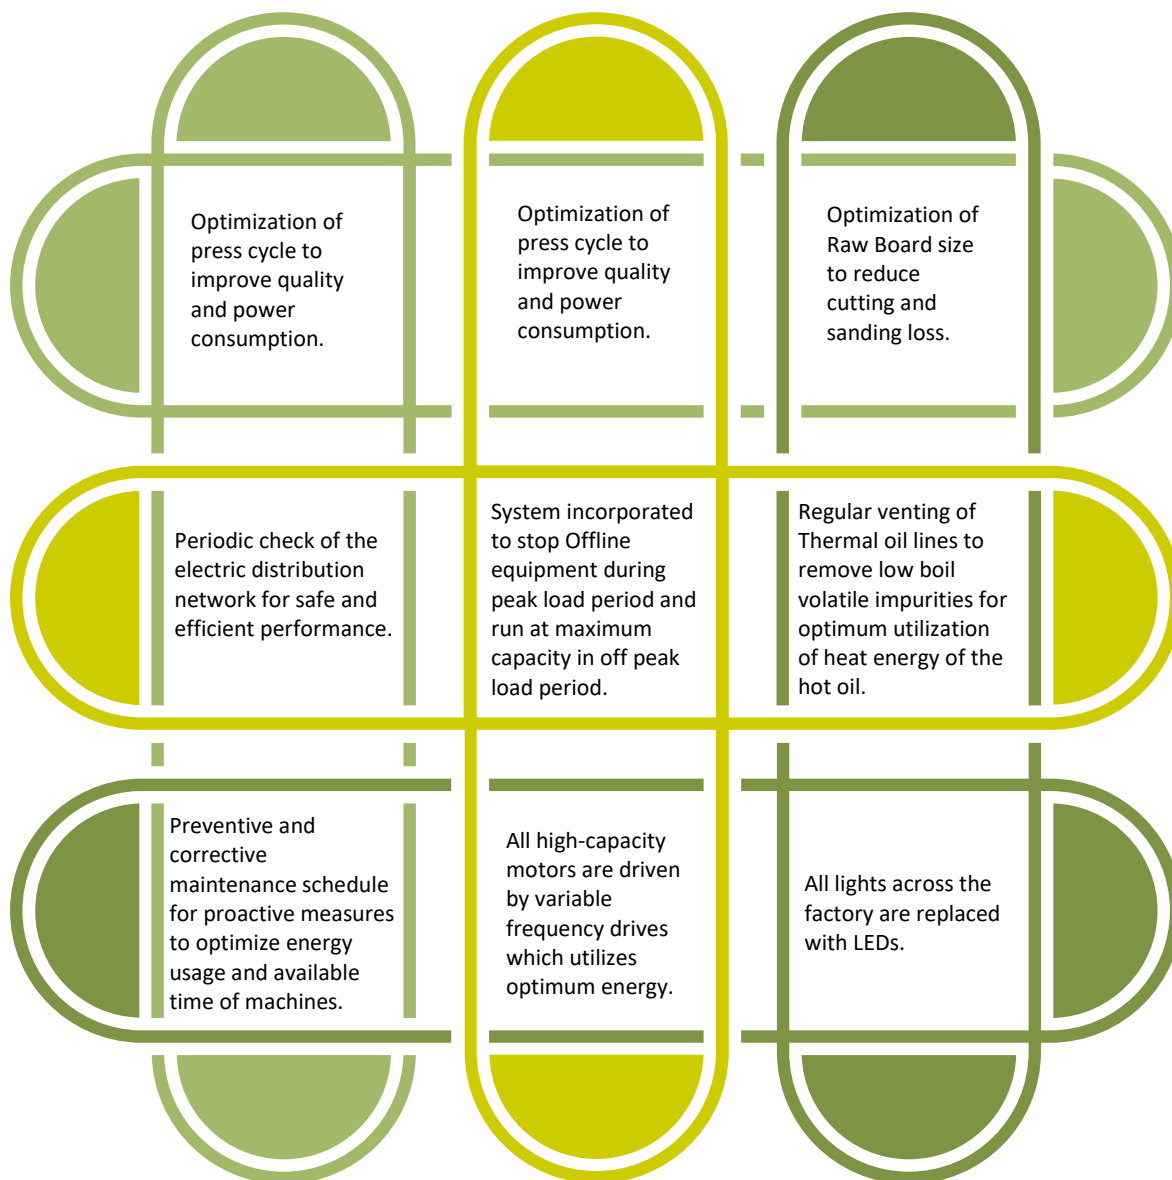 Optimization of
press cycle to
improve quality
and power
consumption.
Optimization of
press cycle to
improve quality
and power
consumption.
Optimization of
Raw Board size
to reduce
cutting and
sanding loss.
Periodic check of the
electric distribution
network for safe and
efficient performance.
System incorporated
to stop Offline
equipment during
peak load period and
run at maximum
capacity in off peak
load period.
Regular venting of
Thermal oil lines to
remove low boil
volatile impurities for
optimum utilization
of heat energy of the
hot oil.
Preventive and
corrective
maintenance schedule
for proactive measures
to optimize energy
usage and available
time of machines.
All high-capacity
motors are driven
by variable
frequency drives
which utilizes
optimum energy.
All lights across the
factory are replaced
with LEDs.